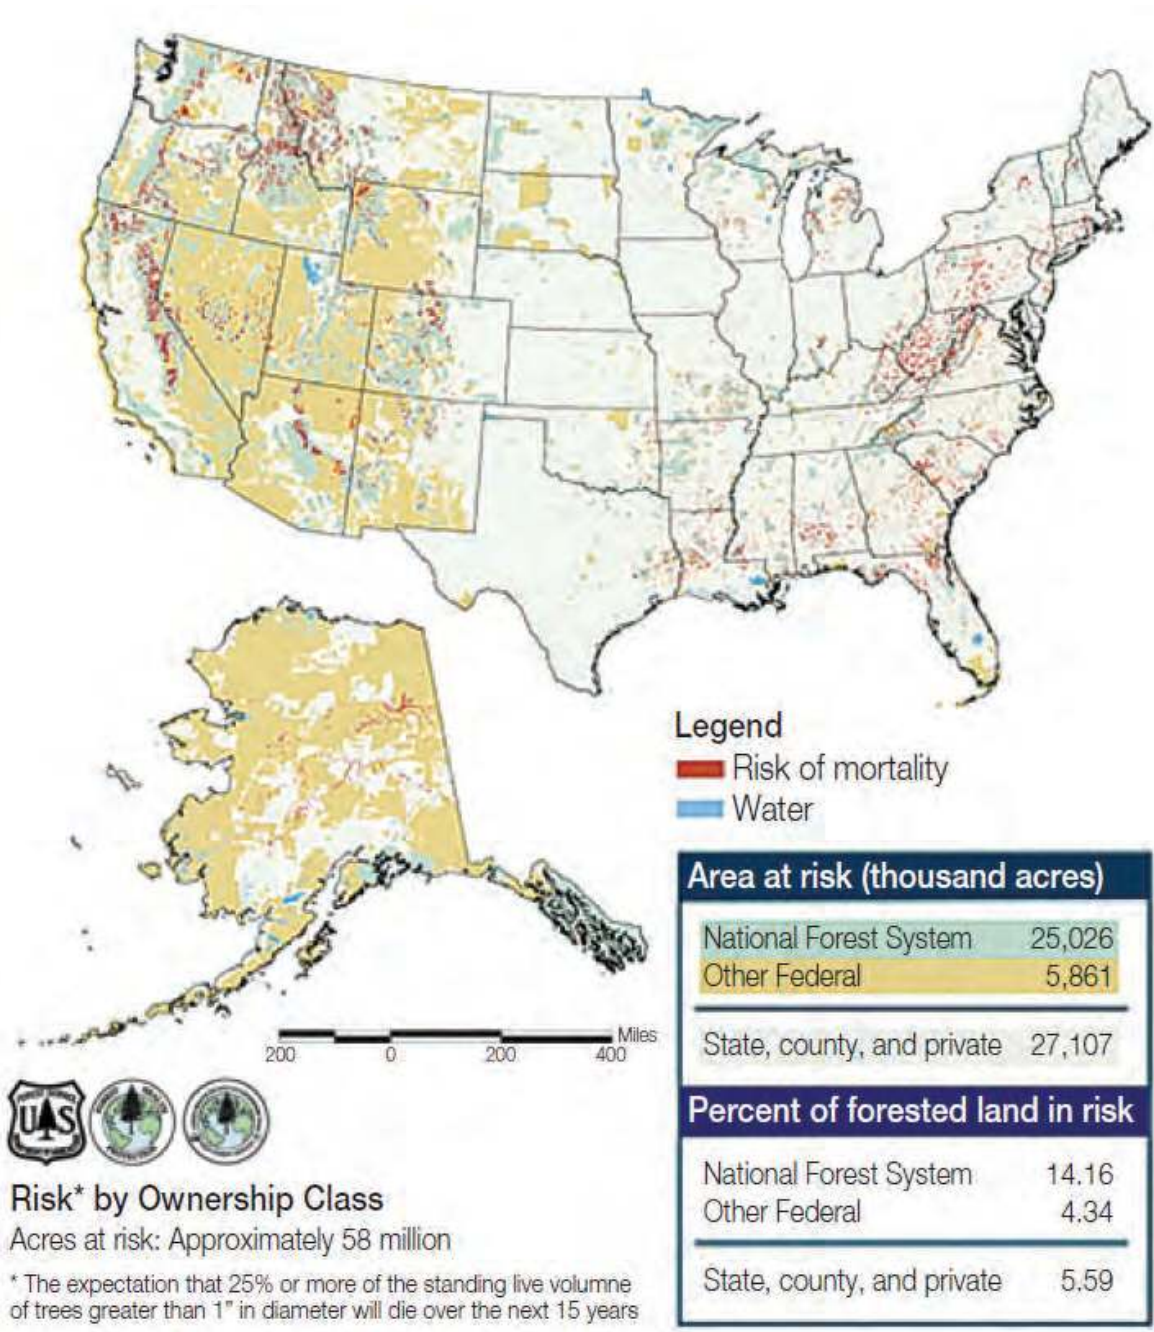 Legend
Risk of mortality
Water
Area at risk (thousand acres)
National Forest System 25,026
Other Federal 5,861
State, county, and private 27,107
Percent of forested land in risk
National Forest System 14.16
Other Federal 4.34
State, county, and private 5.59
Miles
200 0 200 400
US
Risk* by Ownership Class
Acres at risk: Approximately 58 million
* The expectation that 25% or more of the standing live volumne
of trees greater than 1” in diameter will die over the next 15 years